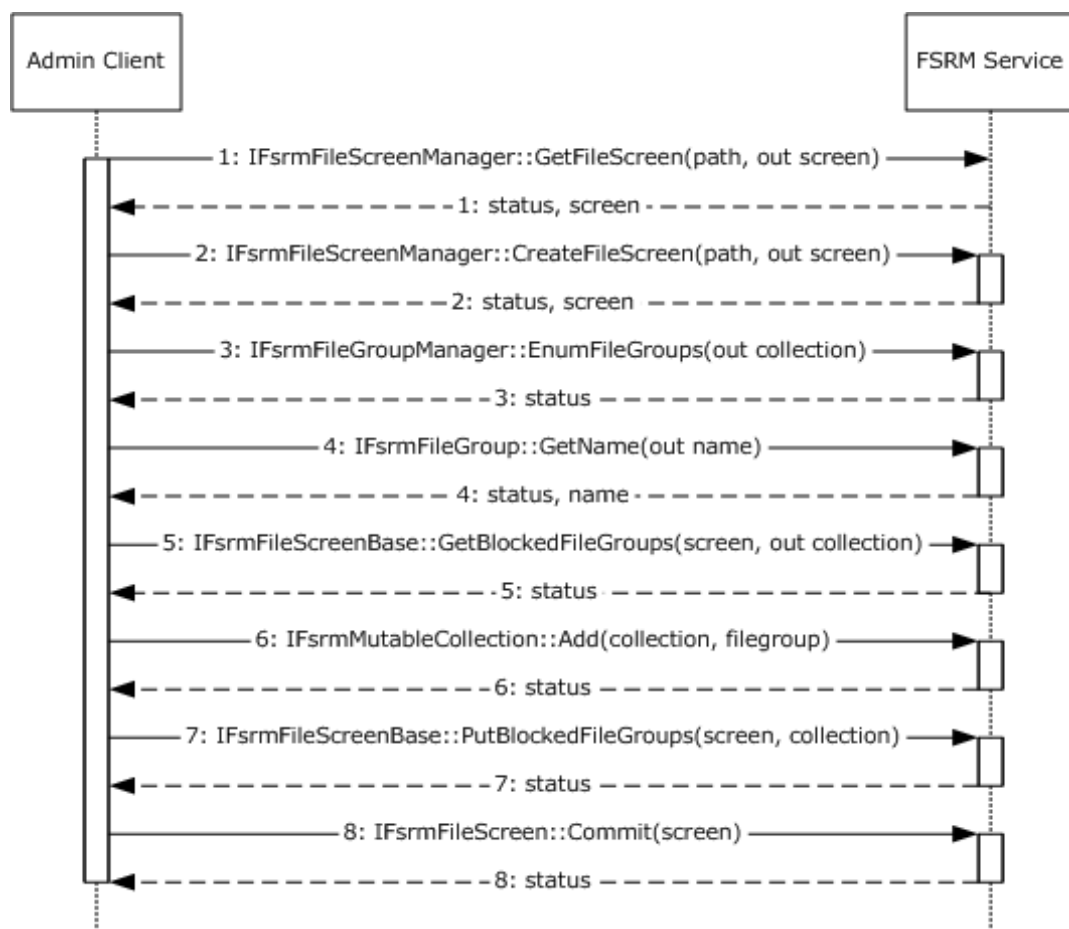 Admin Client
FSRM Service
1: IFsrmFileScreenManager::GetFileScreen(path, out screen)
1: status, screen
2: IFsrmFileScreenManager::CreateFileScreen(path, out screen)
2: status, screen
3: IFsrmFileGroupManager::EnumFileGroups(out collection)
3: status
4: IFsrmFileGroup::GetName(out name)
4: status, name
5: IFsrmFileScreenBase::GetBlockedFileGroups(screen, out collection)
5: status
6: IFsrmMutableCollection::Add(collection, filegroup)
6: status
7: IFsrmFileScreenBase::PutBlockedFileGroups(screen, collection)
7: status
8: IFsrmFileScreen::Commit(screen)
8: status